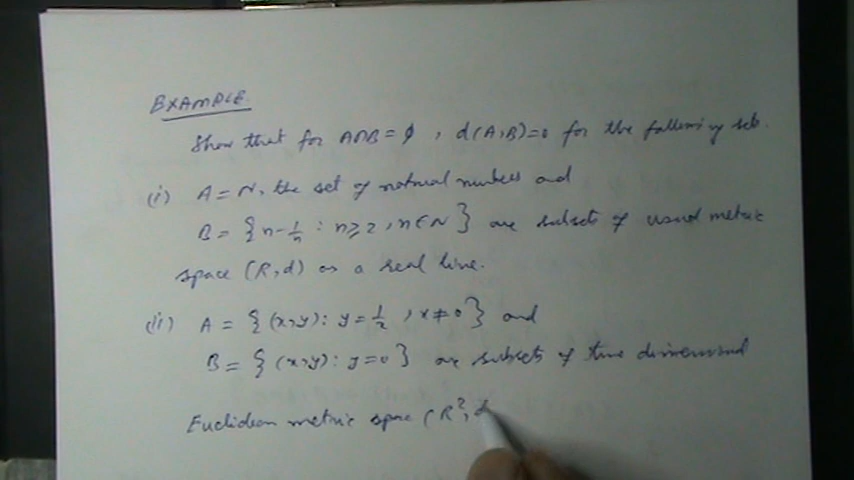 EXAMPLE
Show that for A∩B = φ , d(A,B)=0 for the following sets.
(i) A = N, the set of natural numbers and
B = {n - 1/n : n ≥ 2, n ∈ N} are subsets of usual metric
space (R, d) on a real line.
(ii) A = {(x,y): y = 1/x , x ≠ 0} and
B = {(x,y): y = 0} are subsets of two dimensional
Euclidean metric space (R², d